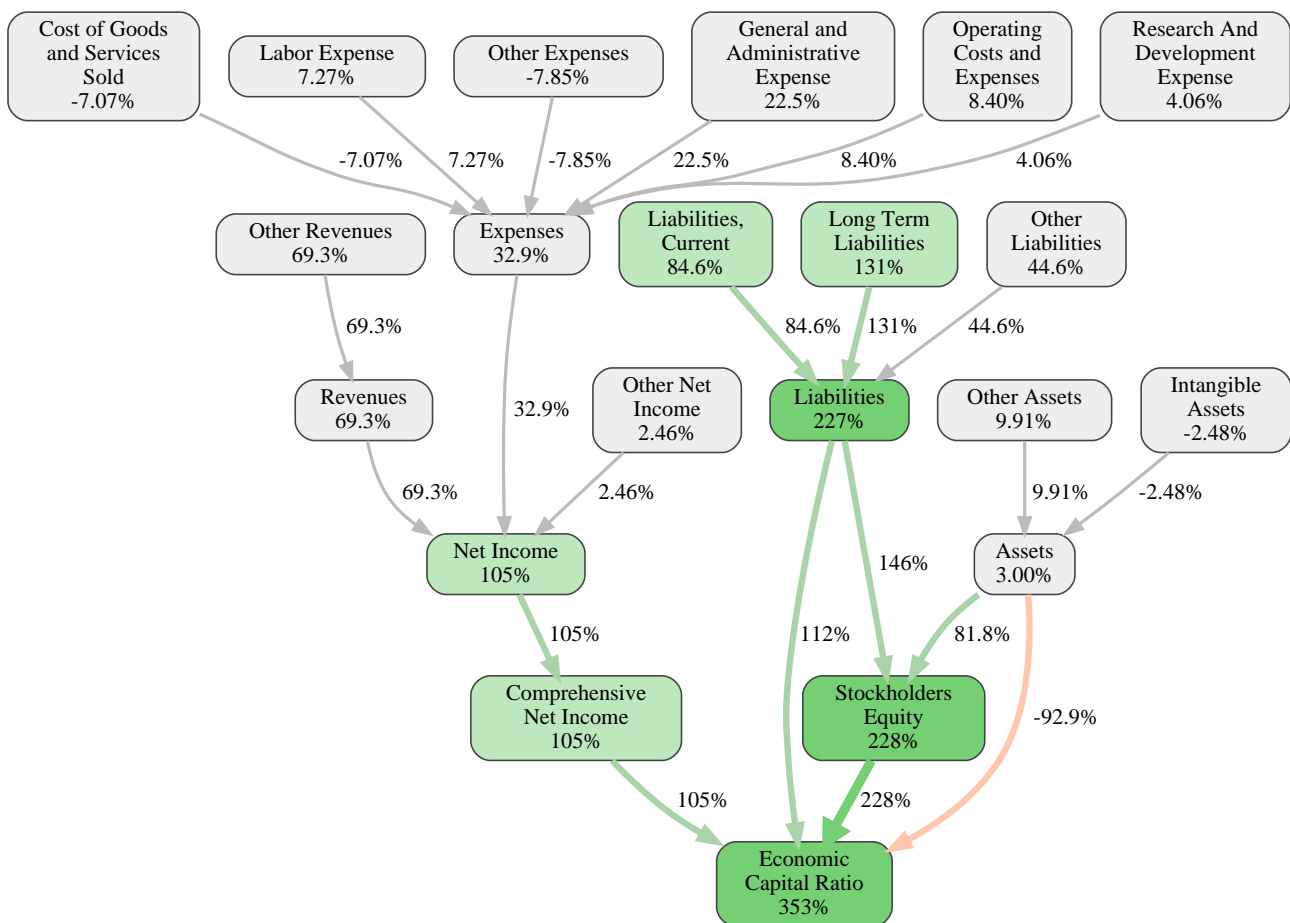 Cost of Goods
and Services
Sold
-7.07%
Labor Expense
7.27%
Other Expenses
-7.85%
General and
Administrative
Expense
22.5%
Operating
Costs and
Expenses
8.40%
Research And
Development
Expense
4.06%
-7.07%
7.27%
-7.85%
22.5%
8.40%
4.06%
Other Revenues
69.3%
Expenses
32.9%
Liabilities,
Current
84.6%
Long Term
Liabilities
131%
Other
Liabilities
44.6%
69.3%
84.6%
131%
44.6%
Revenues
69.3%
32.9%
Other Net
Income
2.46%
Liabilities
227%
Other Assets
9.91%
Intangible
Assets
-2.48%
69.3%
2.46%
9.91%
-2.48%
Net Income
105%
146%
Assets
3.00%
105%
112%
81.8%
Comprehensive
Net Income
105%
Stockholders
Equity
228%
-92.9%
105%
228%
Economic
Capital Ratio
353%